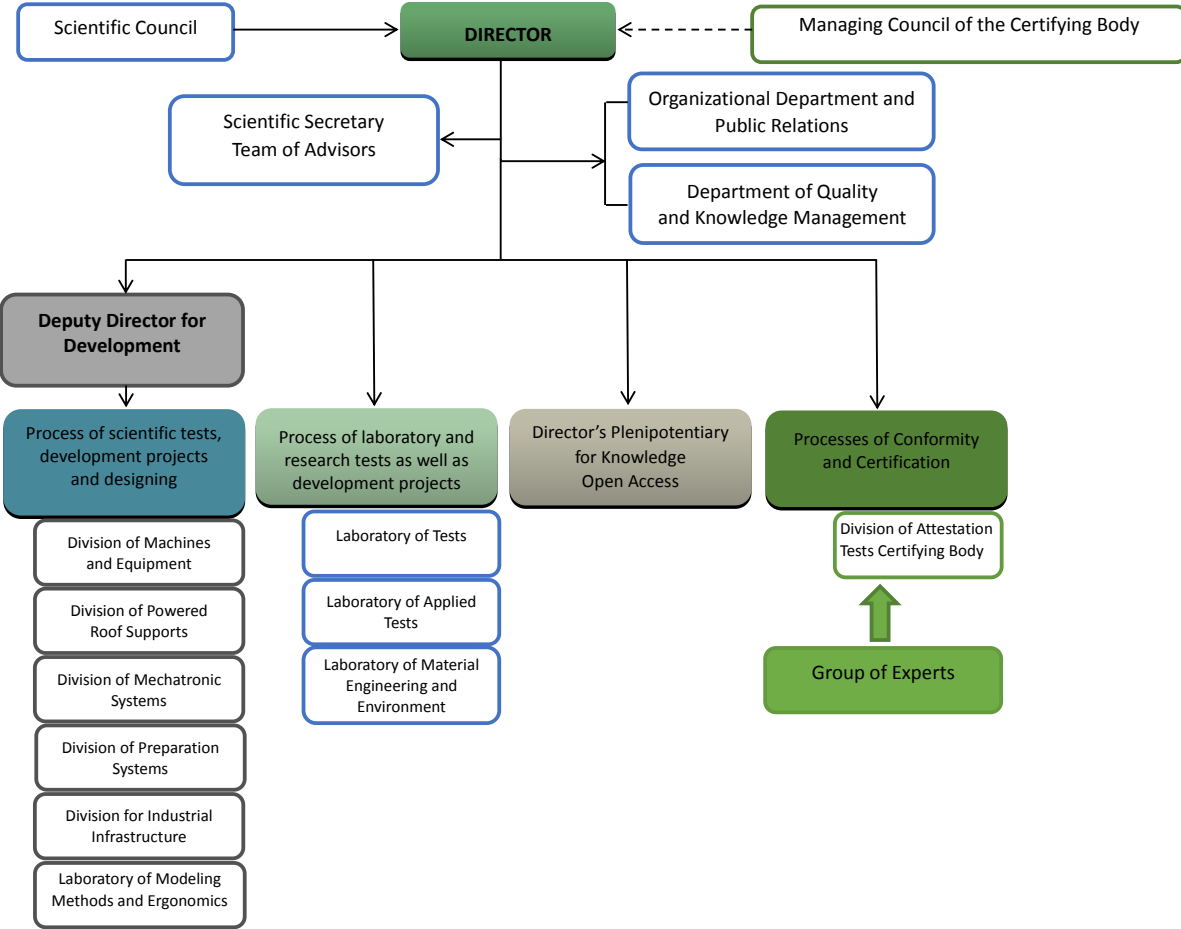 Scientific Council
DIRECTOR
Managing Council of the Certifying Body
Scientific Secretary
Team of Advisors
Organizational Department and
Public Relations
Department of Quality
and Knowledge Management
Deputy Director for
Development
Process of scientific tests,
development projects
and designing
Division of Machines
and Equipment
Division of Powered
Roof Supports
Division of Mechatronic
Systems
Division of Preparation
Systems
Division for Industrial
Infrastructure
Laboratory of Modeling
Methods and Ergonomics
Process of laboratory and
research tests as well as
development projects
Laboratory of Tests
Laboratory of Applied
Tests
Laboratory of Material
Engineering and
Environment
Director’s Plenipotentiary
for Knowledge
Open Access
Processes of Conformity
and Certification
Division of Attestation
Tests Certifying Body
Group of Experts